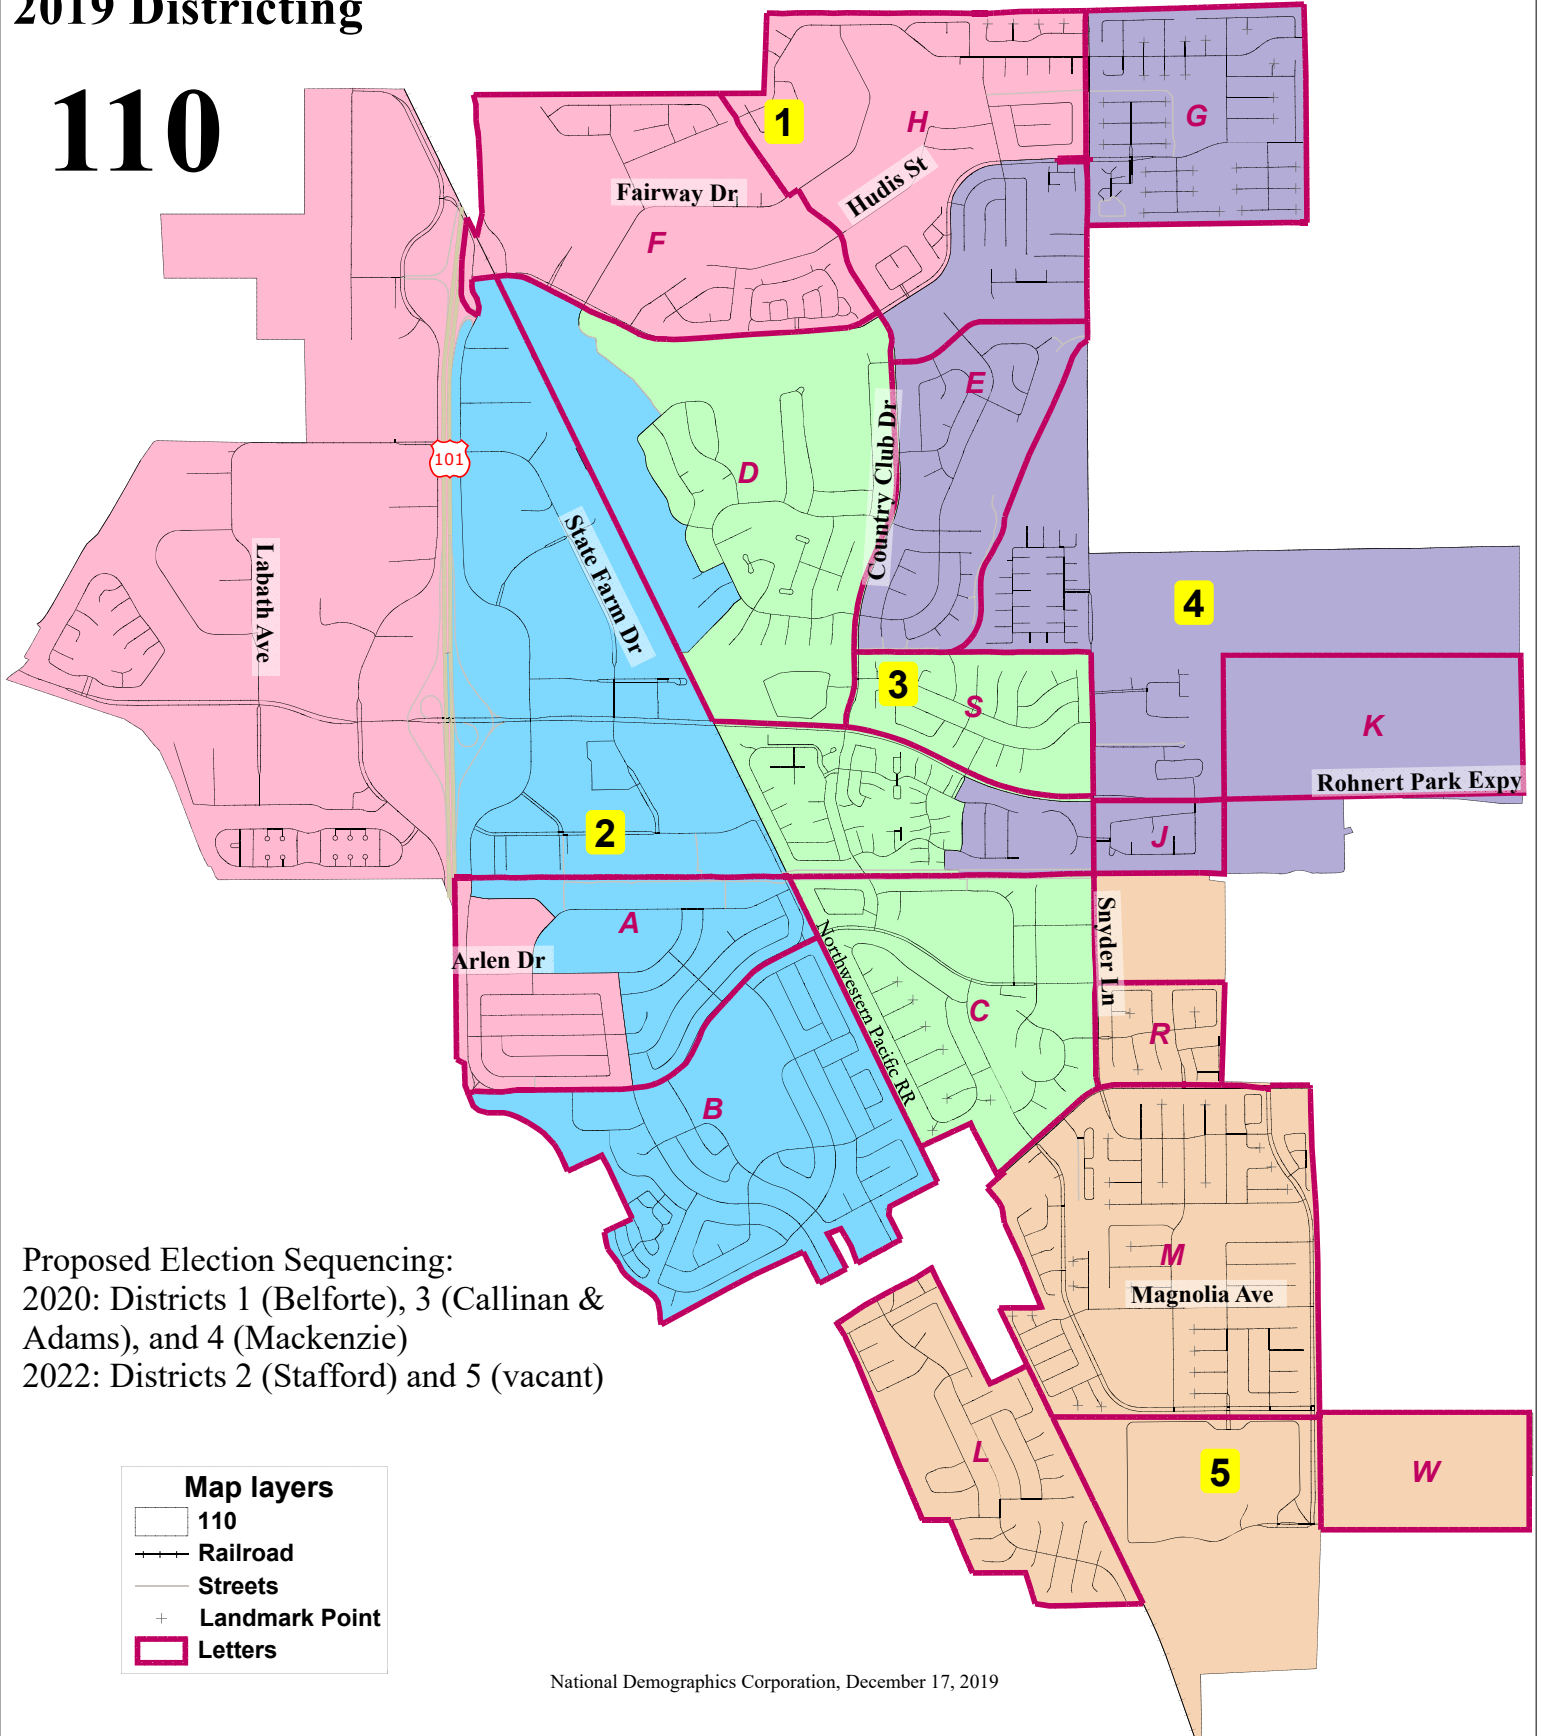 2019 Districting
110
1
H
G
Fairway Dr
Hudis St
F
E
Country Club Dr
101
D
State Farm Dr
Labath Ave
4
3
S
K
Rohnert Park Expy
2
J
A
Snyder Ln
Arlen Dr
Northwestern Pacific RR
C
R
B
M
Magnolia Ave
Proposed Election Sequencing:
2020: Districts 1 (Belforte), 3 (Callinan &
Adams), and 4 (Mackenzie)
2022: Districts 2 (Stafford) and 5 (vacant)
L
5
W
Map layers
110
Railroad
Streets
Landmark Point
Letters
National Demographics Corporation, December 17, 2019